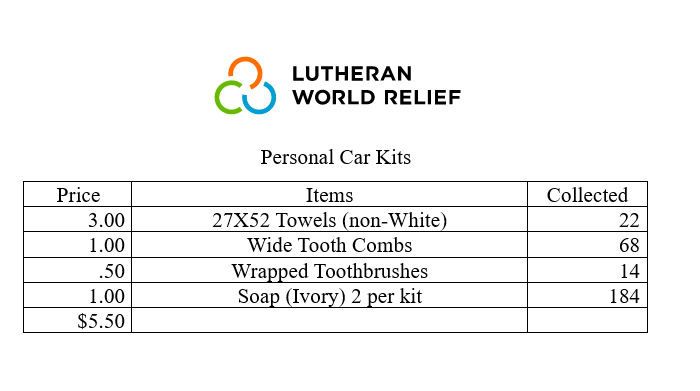 LUTHERAN
WORLD RELIEF
Personal Car Kits
Price Items Collected
3.00 27X52 Towels (non-White) 22
1.00 Wide Tooth Combs 68
.50 Wrapped Toothbrushes 14
1.00 Soap (Ivory) 2 per kit 184
$5.50